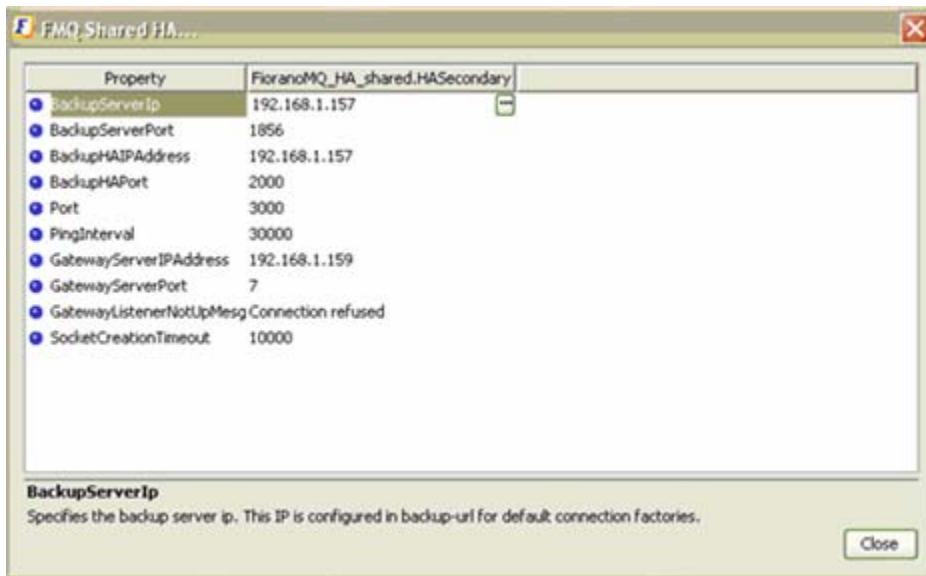 F FMQ Shared HA...
Property FioranoMQ_HA_shared.HASecondary
BackupServerIp 192.168.1.157
BackupServerPort 1856
BackupHAIPAddress 192.168.1.157
BackupHAPort 2000
Port 3000
PingInterval 30000
GatewayServerIPAddress 192.168.1.159
GatewayServerPort 7
GatewayListenerNotUpMesg Connection refused
SocketCreationTimeout 10000
BackupServerIp
Specifies the backup server ip. This IP is configured in backup-url for default connection factories.
Close